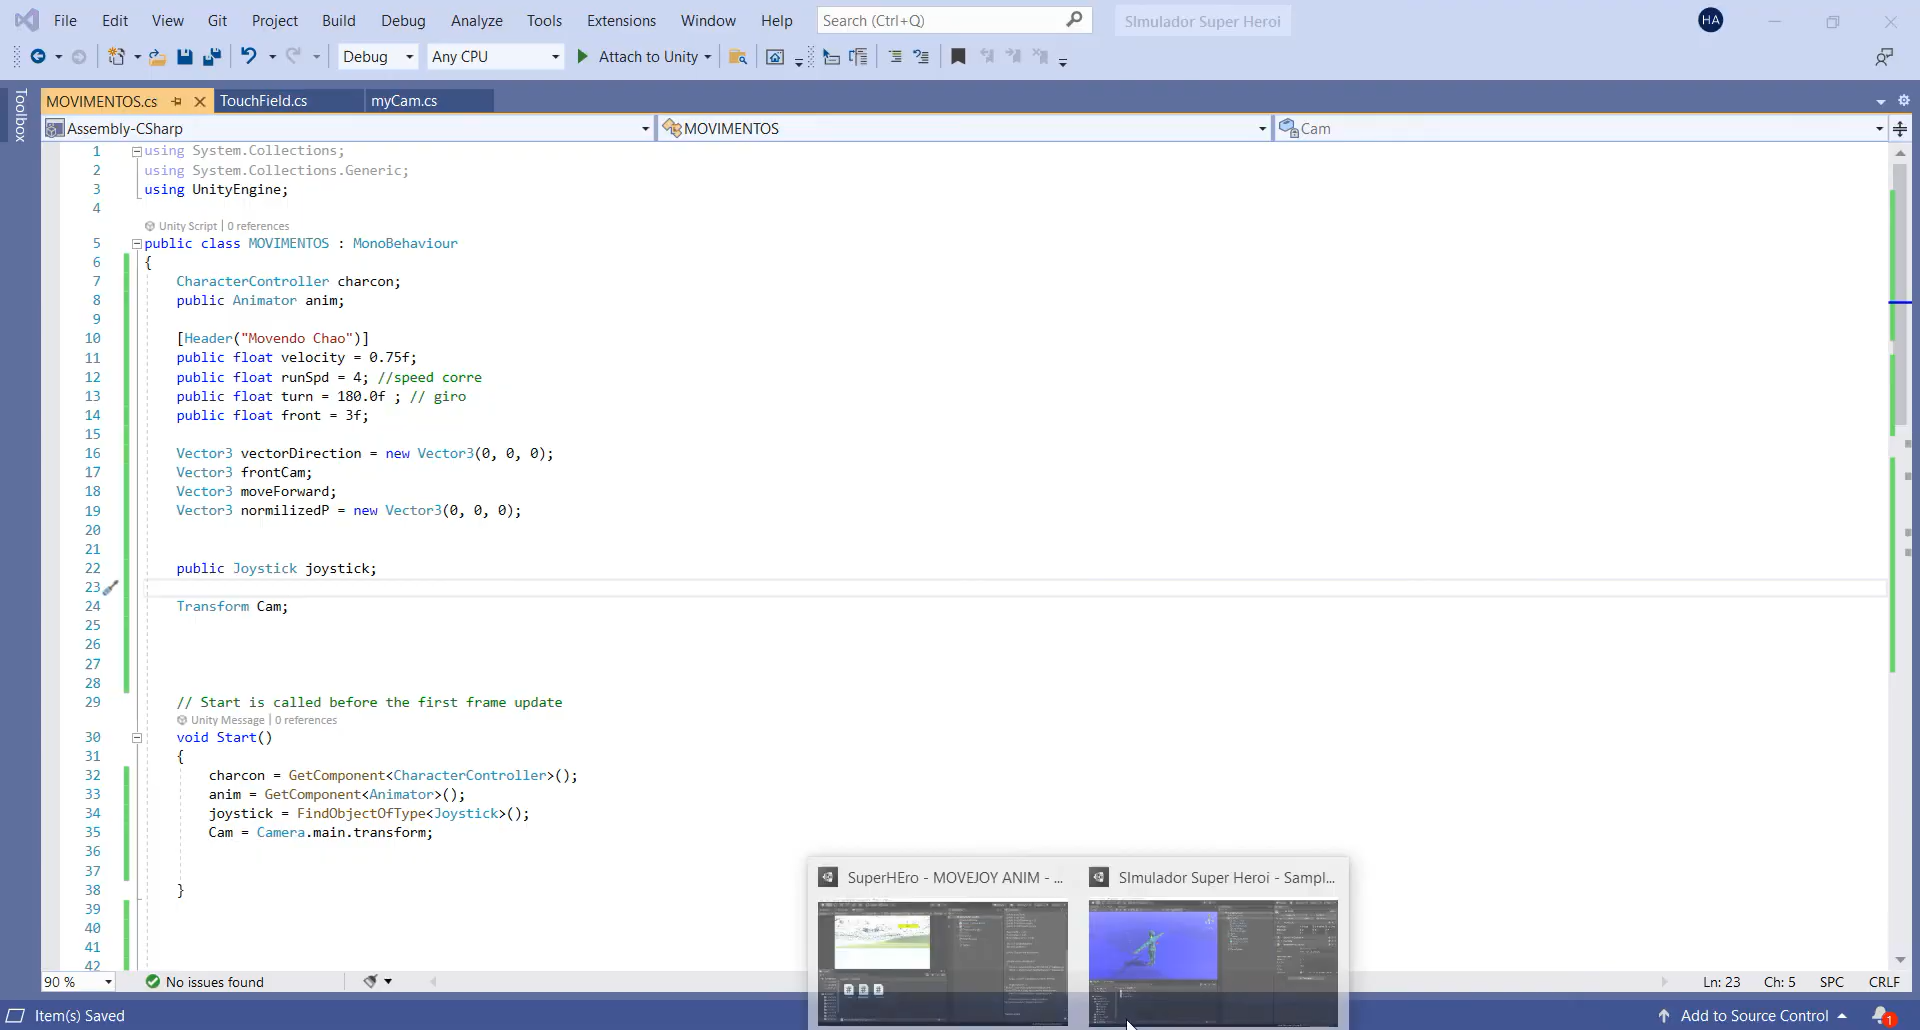 File Edit View Git Project Build Debug Analyze Tools Extensions Window Help Search (Ctrl+Q) SImulador Super Heroi HA
Debug Any CPU Attach to Unity
Toolbox
MOVIMENTOS.cs TouchField.cs myCam.cs
Assembly-CSharp MOVIMENTOS Cam
1 using System.Collections;
2 using System.Collections.Generic;
3 using UnityEngine;
4
Unity Script | 0 references
5 public class MOVIMENTOS : MonoBehaviour
6 {
7 CharacterController charcon;
8 public Animator anim;
9
10 [Header("Movendo Chao")]
11 public float velocity = 0.75f;
12 public float runSpd = 4; //speed corre
13 public float turn = 180.0f ; // giro
14 public float front = 3f;
15
16 Vector3 vectorDirection = new Vector3(0, 0, 0);
17 Vector3 frontCam;
18 Vector3 moveForward;
19 Vector3 normilizedP = new Vector3(0, 0, 0);
20
21
22 public Joystick joystick;
23
24 Transform Cam;
25
26
27
28
29 // Start is called before the first frame update
Unity Message | 0 references
30 void Start()
31 {
32 charcon = GetComponent<CharacterController>();
33 anim = GetComponent<Animator>();
34 joystick = FindObjectOfType<Joystick>();
35 Cam = Camera.main.transform;
36
37
38 }
39
40
41
42
SuperHEro - MOVEJOY ANIM - ... SImulador Super Heroi - Sampl...
90 % No issues found Ln: 23 Ch: 5 SPC CRLF
Item(s) Saved Add to Source Control 1